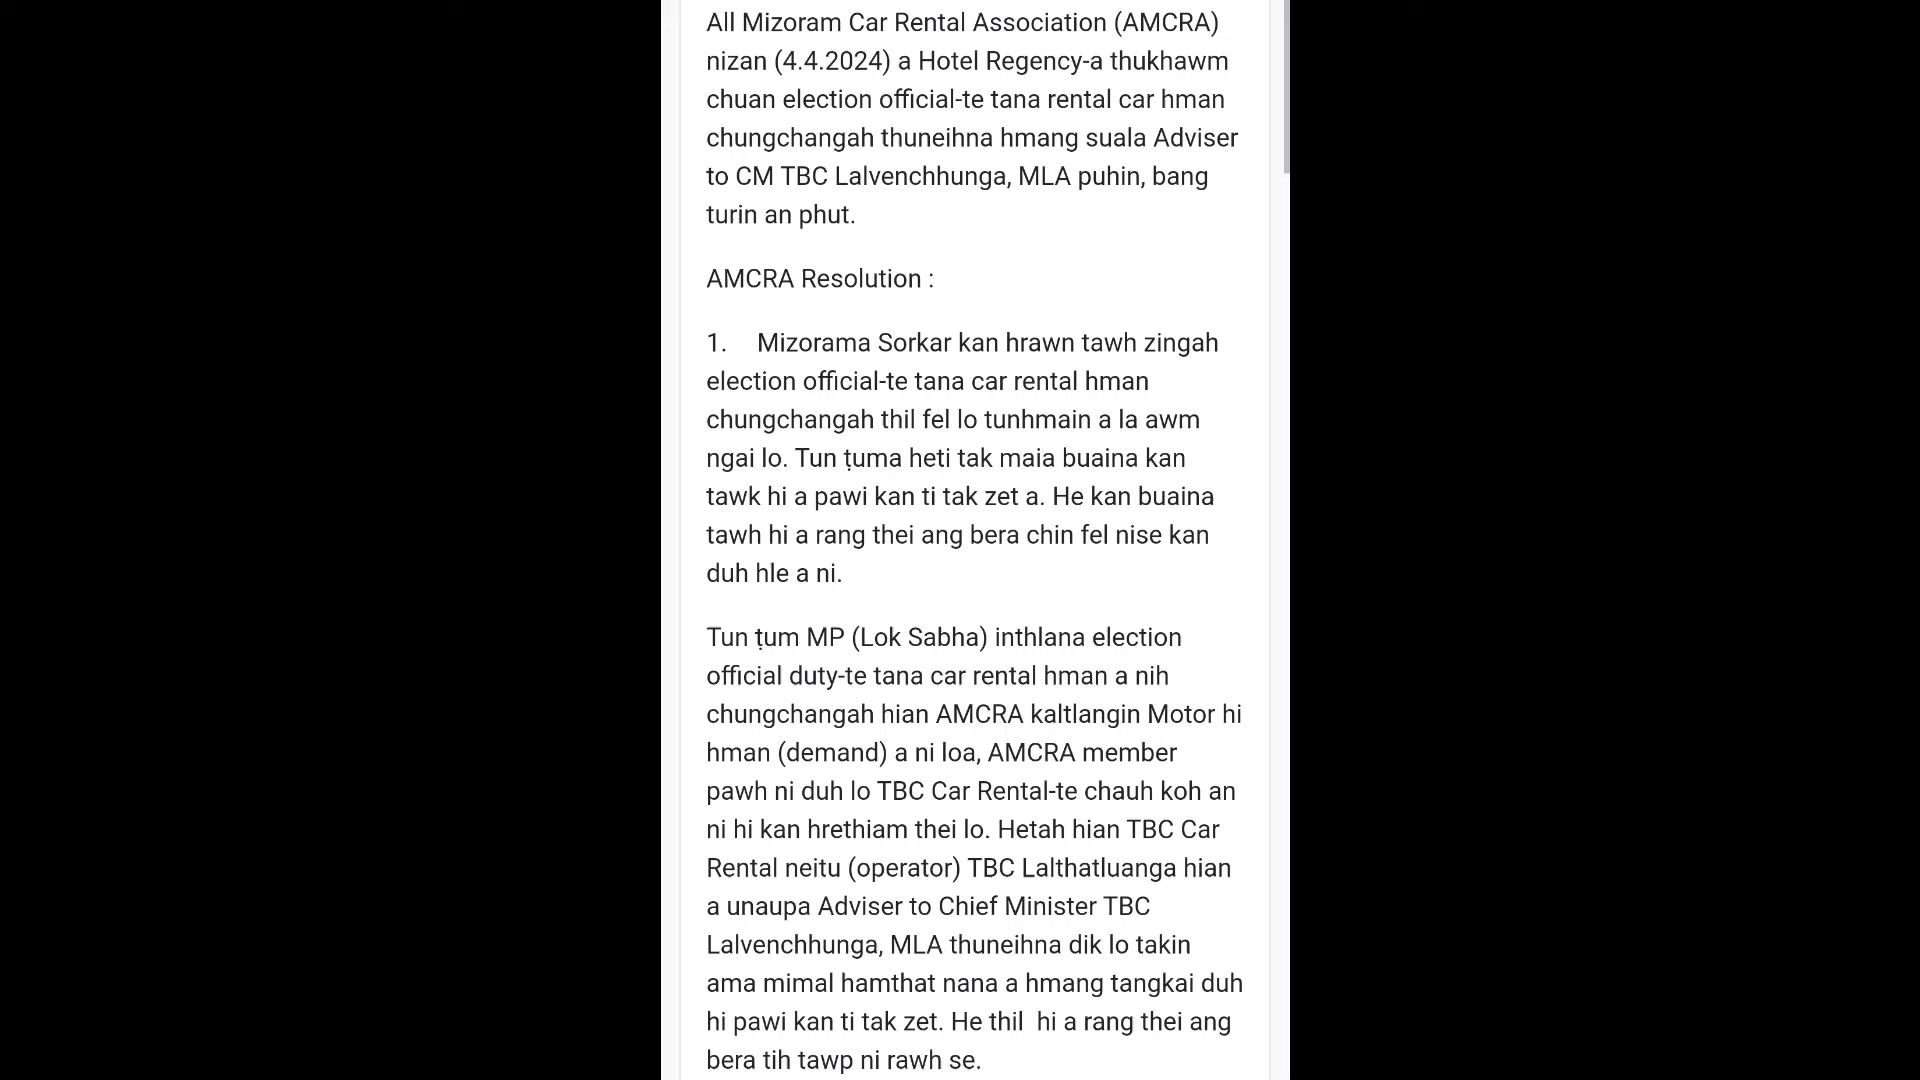 All Mizoram Car Rental Association (AMCRA)
nizan (4.4.2024) a Hotel Regency-a thukhawm
chuan election official-te tana rental car hman
chungchangah thuneihna hmang suala Adviser
to CM TBC Lalvenchhunga, MLA puhin, bang
turin an phut.
AMCRA Resolution :
1. Mizorama Sorkar kan hrawn tawh zingah
election official-te tana car rental hman
chungchangah thil fel lo tunhmain a la awm
ngai lo. Tun ṭuma heti tak maia buaina kan
tawk hi a pawi kan ti tak zet a. He kan buaina
tawh hi a rang thei ang bera chin fel nise kan
duh hle a ni.
Tun ṭum MP (Lok Sabha) inthlana election
official duty-te tana car rental hman a nih
chungchangah hian AMCRA kaltlangin Motor hi
hman (demand) a ni loa, AMCRA member
pawh ni duh lo TBC Car Rental-te chauh koh an
ni hi kan hrethiam thei lo. Hetah hian TBC Car
Rental neitu (operator) TBC Lalthatluanga hian
a unaupa Adviser to Chief Minister TBC
Lalvenchhunga, MLA thuneihna dik lo takin
ama mimal hamthat nana a hmang tangkai duh
hi pawi kan ti tak zet. He thil hi a rang thei ang
bera tih tawp ni rawh se.